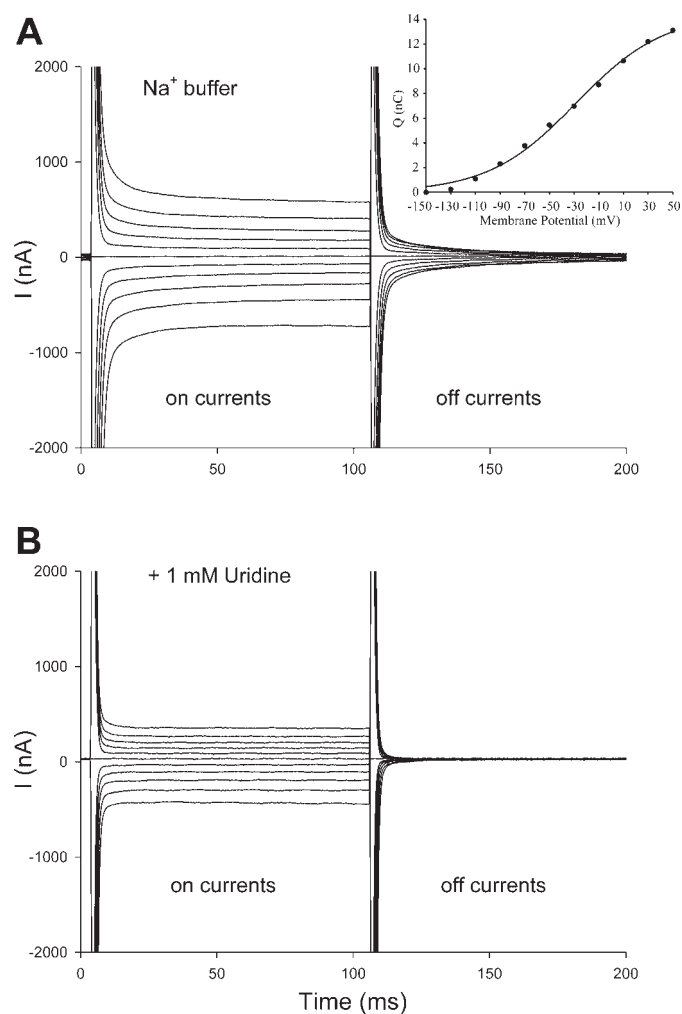 A
Na+ buffer
2000
1000
0
-1000
-2000
I (nA)
on currents
off currents
0 50 100 150 200
14
12
10
8
6
4
2
0
Q (nC)
-150 -130 -110 -90 -70 -50 -30 -10 10 30 50
Membrane Potential (mV)
B
+ 1 mM Uridine
2000
1000
0
-1000
-2000
I (nA)
on currents
off currents
0 50 100 150 200
Time (ms)